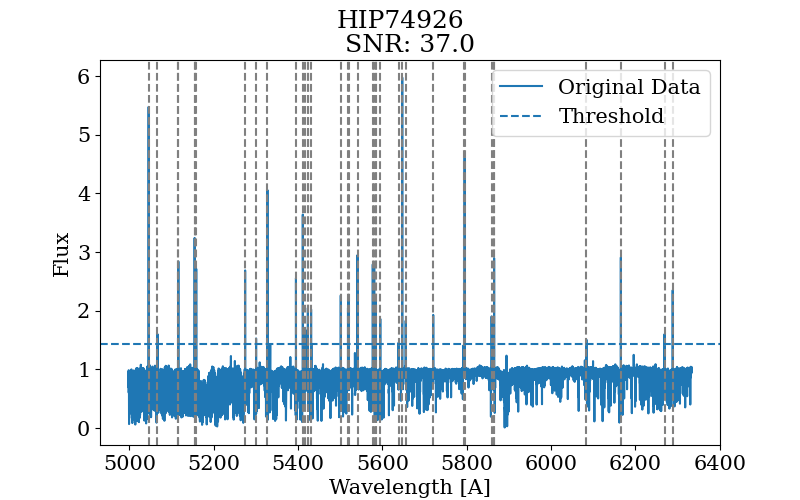 HIP74926
SNR: 37.0
Original Data
Threshold
Flux
6
5
4
3
2
1
0
5000 5200 5400 5600 5800 6000 6200 6400
Wavelength [A]